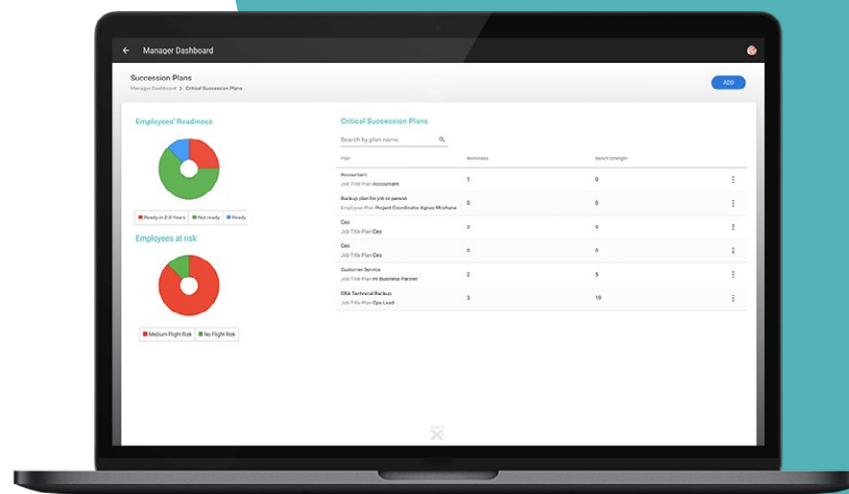 Manager Dashboard
Succession Plans
Manager Dashboard > Critical Succession Plans
ADD
Employees' Readiness
Ready in 2-3 Years Not ready Ready
Employees at risk
Medium Flight Risk No Flight Risk
Critical Succession Plans
Search by plan name
Plan Nominees Bench Strength
Accountant
Job Title Plan Accountant
1 0
Backup plan for job or person
Employee Plan Project Coordinator Agnes
0 0
Ceo
Job Title Plan Ceo
0
Ceo
Job Title Plan Ceo
0 0
Customer Service
Job Title Plan Hr Business Partner
2 5
DBA Technical Backup
Job Title Plan Ops Lead
3 19